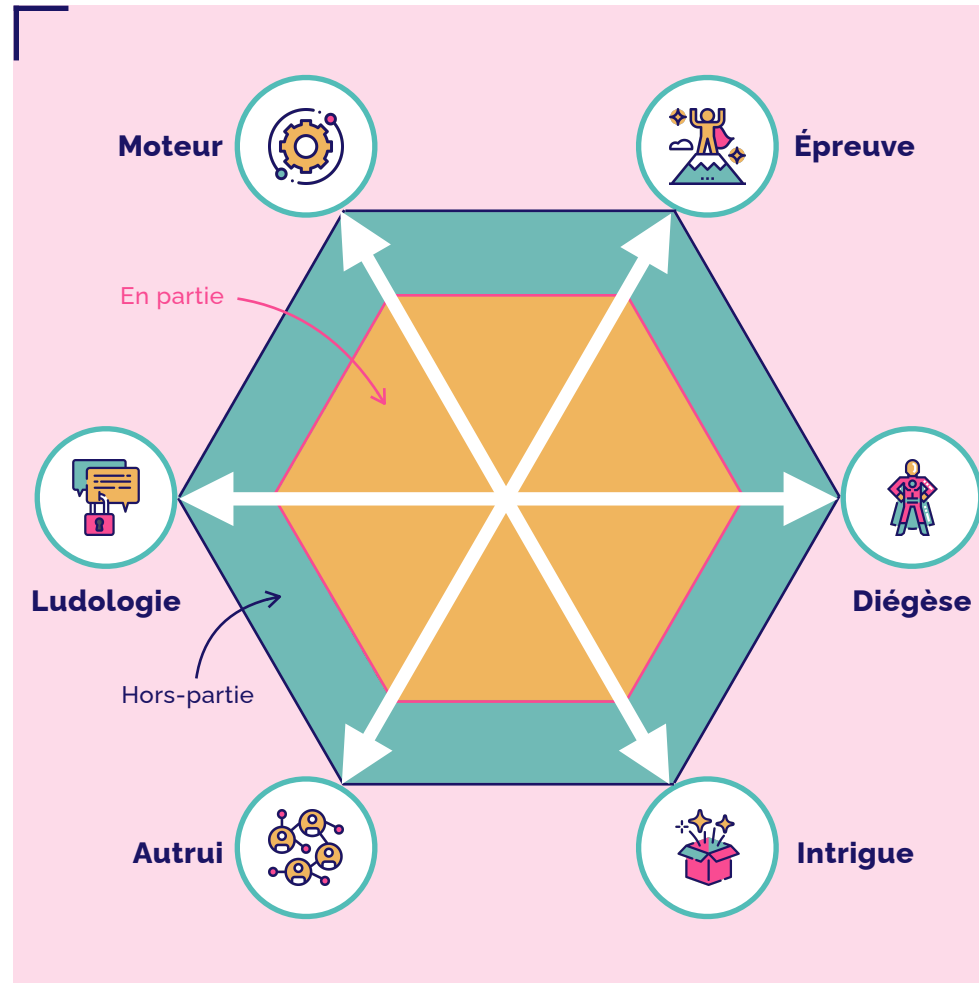 Moteur
Épreuve
En partie
Ludologie
Diégèse
Hors-partie
Autrui
Intrigue